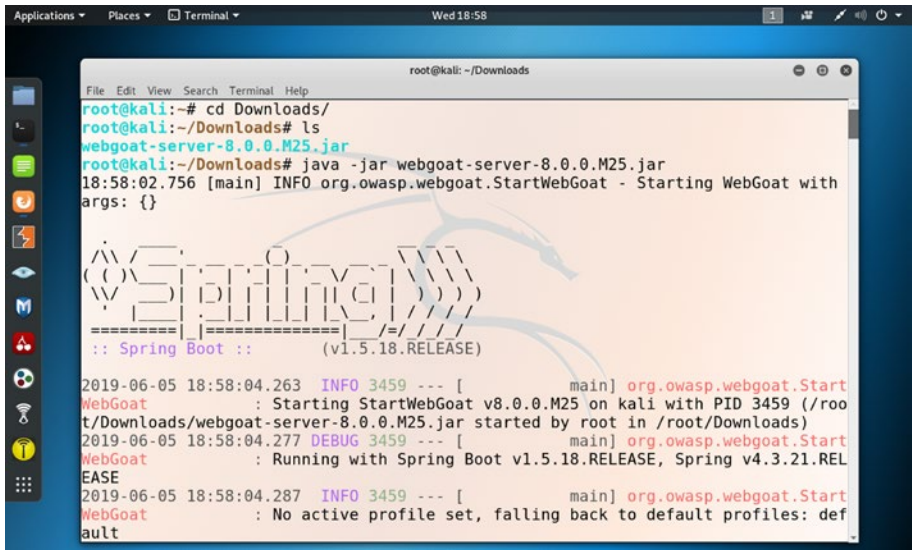 Applications Places Terminal Wed 18:58 1
root@kali: ~/Downloads
File Edit View Search Terminal Help
root@kali:~# cd Downloads/
root@kali:~/Downloads# ls
webgoat-server-8.0.0.M25.jar
root@kali:~/Downloads# java -jar webgoat-server-8.0.0.M25.jar
18:58:02.756 [main] INFO org.owasp.webgoat.StartWebGoat - Starting WebGoat with
args: {}
Spring
:: Spring Boot :: (v1.5.18.RELEASE)
2019-06-05 18:58:04.263 INFO 3459 --- [ main] org.owasp.webgoat.Start
WebGoat : Starting StartWebGoat v8.0.0.M25 on kali with PID 3459 (/roo
t/Downloads/webgoat-server-8.0.0.M25.jar started by root in /root/Downloads)
2019-06-05 18:58:04.277 DEBUG 3459 --- [ main] org.owasp.webgoat.Start
WebGoat : Running with Spring Boot v1.5.18.RELEASE, Spring v4.3.21.REL
EASE
2019-06-05 18:58:04.287 INFO 3459 --- [ main] org.owasp.webgoat.Start
WebGoat : No active profile set, falling back to default profiles: def
ault